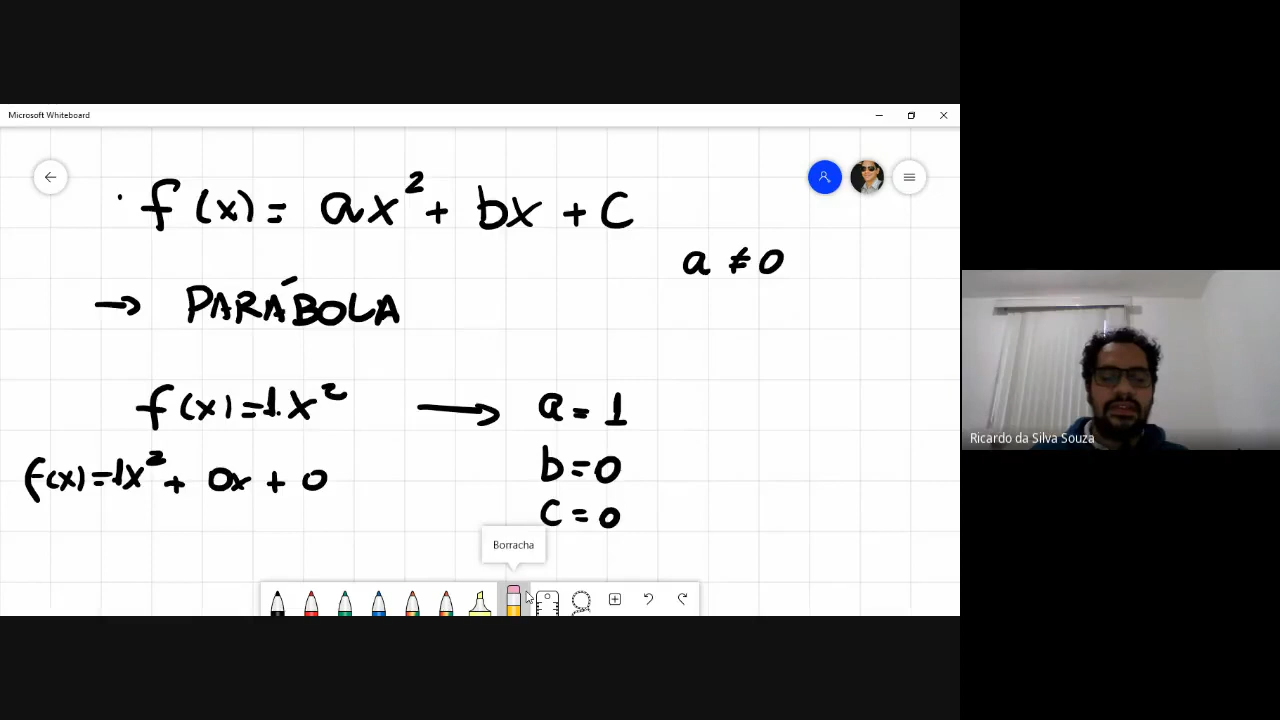 Microsoft Whiteboard
f(x) = ax² + bx + c
a ≠ 0
→ PARÁBOLA
f(x) = 1x² → a = 1
f(x) = 1x² + 0x + 0
b = 0
c = 0
Borracha
Ricardo da Silva Souza